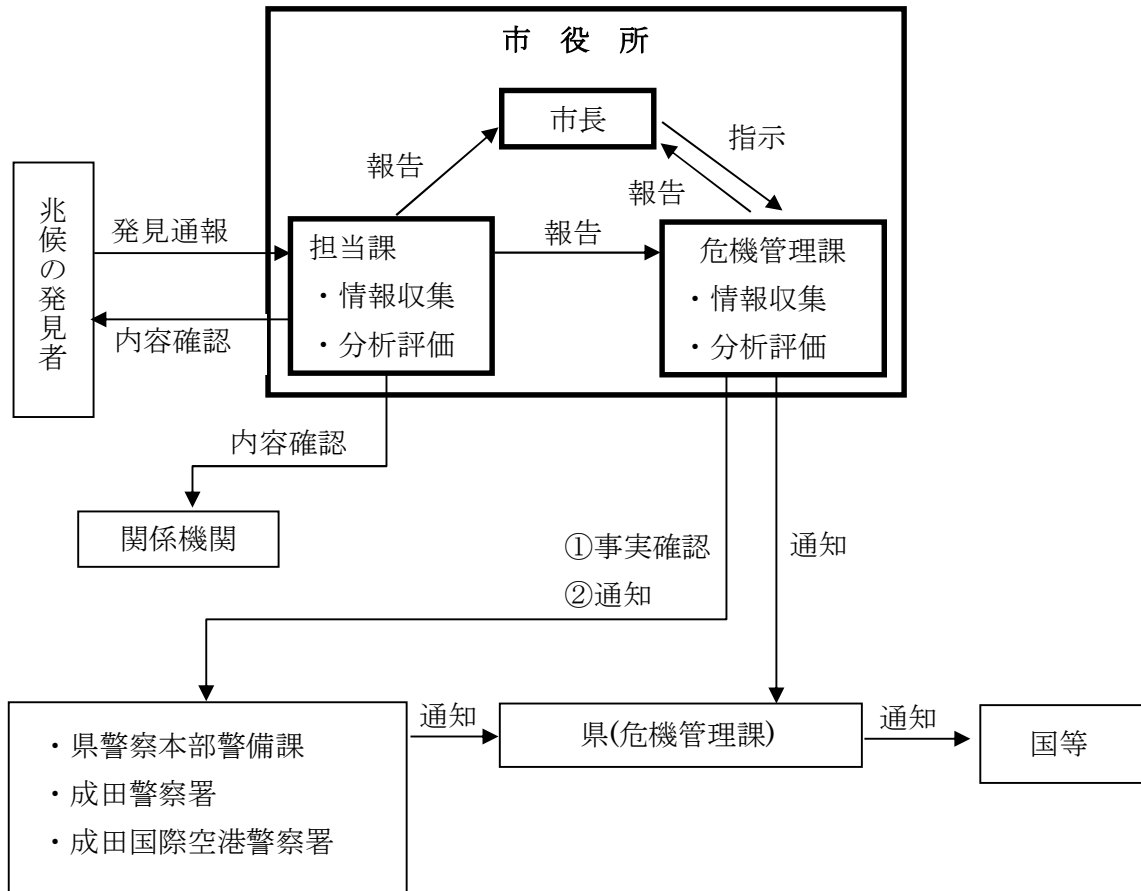 市 役 所
市長
指示
報告
報告
兆候の発見者
発見通報
内容確認
担当課
・情報収集
・分析評価
報告
危機管理課
・情報収集
・分析評価
内容確認
関係機関
①事実確認
②通知
通知
・県警察本部警備課
・成田警察署
・成田国際空港警察署
通知
県(危機管理課)
通知
国等